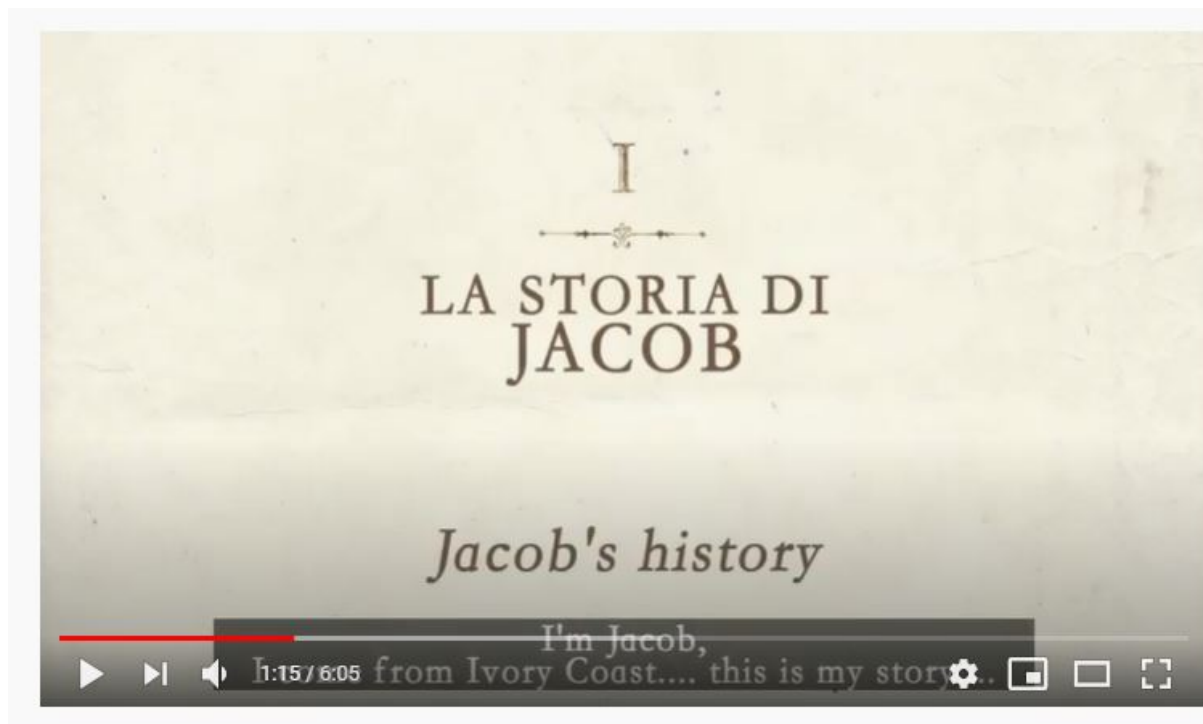 I
LA STORIA DI
JACOB
Jacob's history
I'm Jacob,
from Ivory Coast.... this is my story
1:15 / 6:05